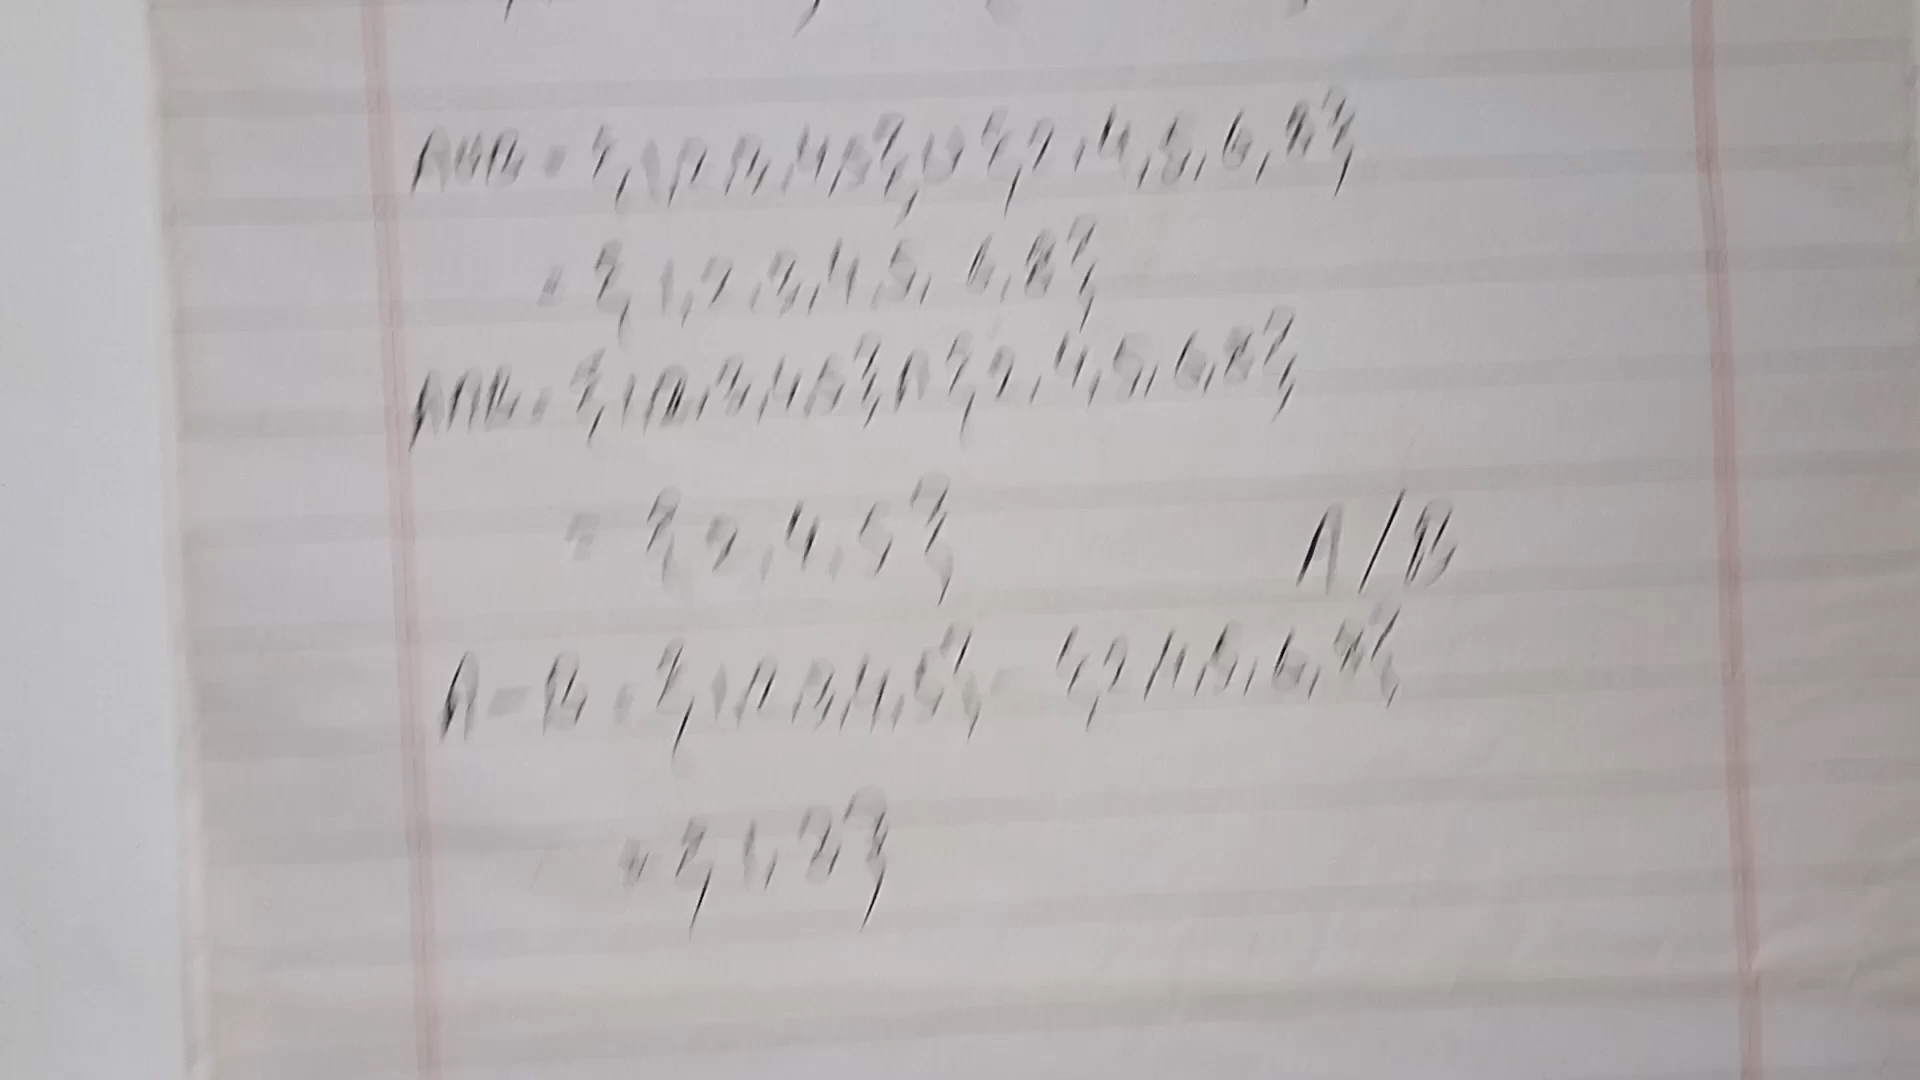 A∪B = {1,2,3,4,5} ∪ {2,4,5,6,8}
= {1,2,3,4,5,6,8}
A∩B = {1,2,3,4,5} ∩ {2,4,5,6,8}
= {2,4,5}
A/B
A-B = {1,2,3,4,5} - {2,4,5,6,8}